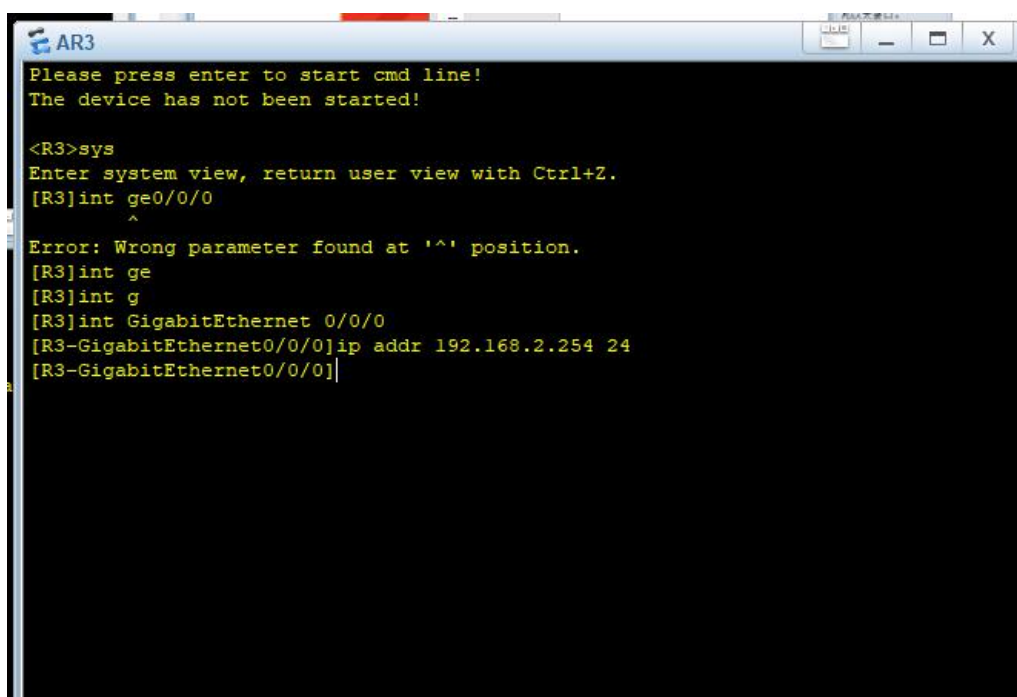 AR3
X
Please press enter to start cmd line!
The device has not been started!
<R3>sys
Enter system view, return user view with Ctrl+Z.
[R3]int ge0/0/0
^
Error: Wrong parameter found at '^' position.
[R3]int ge
[R3]int g
[R3]int GigabitEthernet 0/0/0
[R3-GigabitEthernet0/0/0]ip addr 192.168.2.254 24
[R3-GigabitEthernet0/0/0]